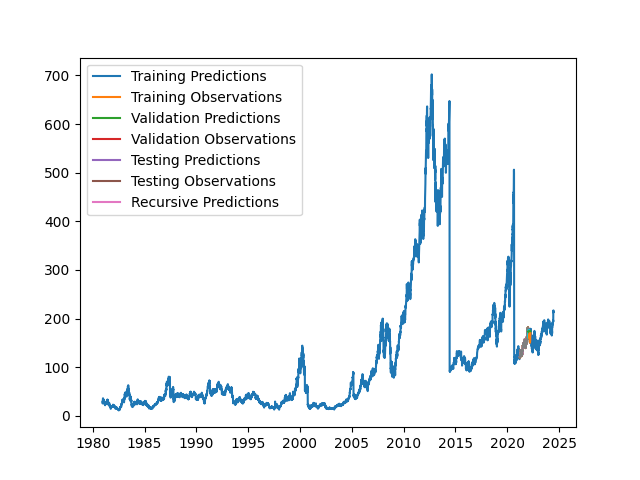 Training Predictions
Training Observations
Validation Predictions
Validation Observations
Testing Predictions
Testing Observations
Recursive Predictions
700
600
500
400
300
200
100
0
1980 1985 1990 1995 2000 2005 2010 2015 2020 2025